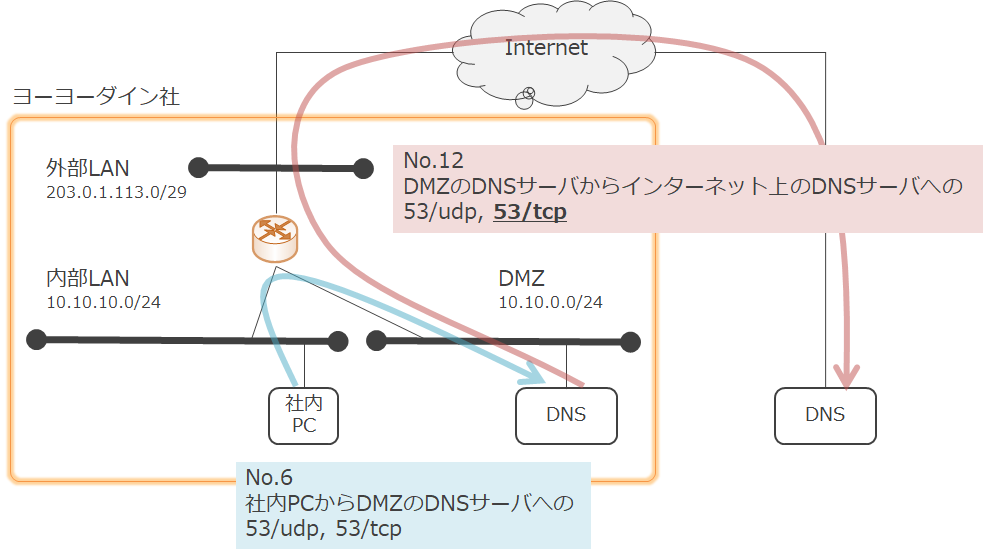 Internet
ヨーヨーダイン社
外部LAN
203.0.1.113.0/29
No.12
DMZのDNSサーバからインターネット上のDNSサーバへの
53/udp, 53/tcp
内部LAN
10.10.10.0/24
DMZ
10.10.0.0/24
社内
PC
DNS
DNS
No.6
社内PCからDMZのDNSサーバへの
53/udp, 53/tcp